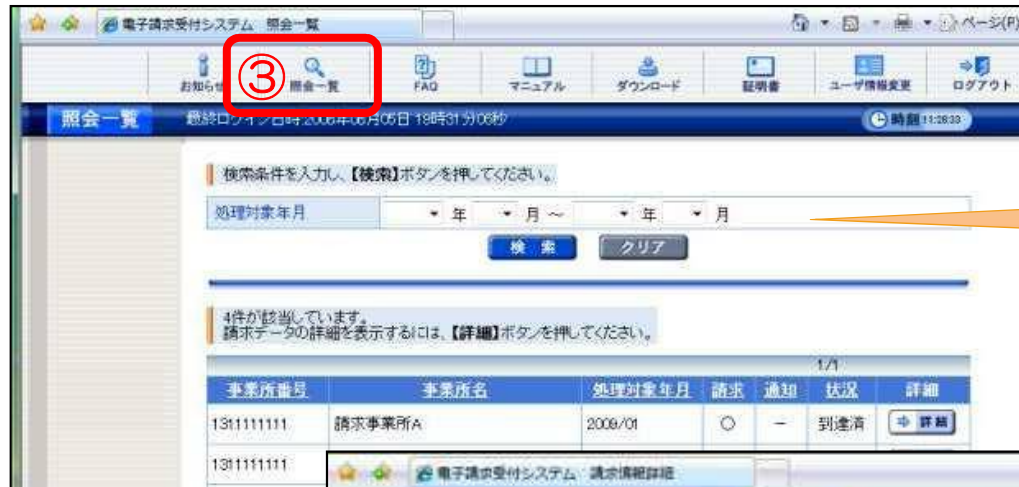 電子請求受付システム 照会一覧
ページ(P)
お知らせ ③ 照会一覧 FAQ マニュアル ダウンロード 証明書 ユーザ情報変更 ログアウト
照会一覧 最終ログイン日時:2008年06月05日 19時31分06秒 時刻 11:28:33
検索条件を入力し、【検索】ボタンを押してください。
処理対象年月 年 月～ 年 月
検索 クリア
4件が該当しています。
請求データの詳細を表示するには、【詳細】ボタンを押してください。
1/1
事業所番号 事業所名 処理対象年月 請求 通知 状況 詳細
1311111111 請求事業所A 2009/01 ○ － 到達済 詳細
1311111111
電子請求受付システム 請求情報詳細